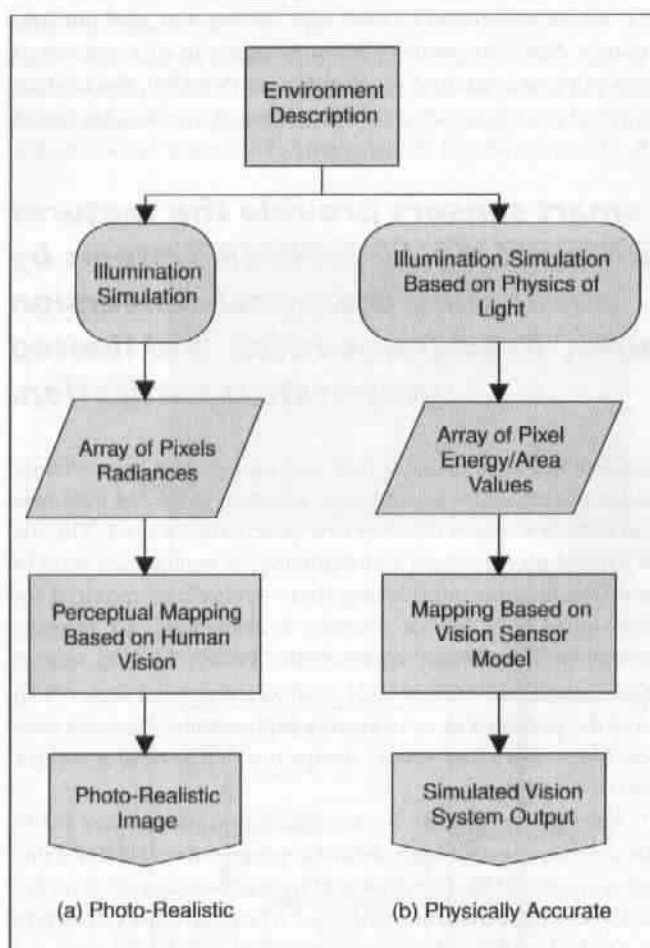 Environment
Description
Illumination
Simulation
Array of Pixels
Radiances
Perceptual Mapping
Based on Human
Vision
Photo-Realistic
Image
(a) Photo-Realistic
Illumination Simulation
Based on Physics of
Light
Array of Pixel
Energy/Area
Values
Mapping Based on
Vision Sensor
Model
Simulated Vision
System Output
(b) Physically Accurate